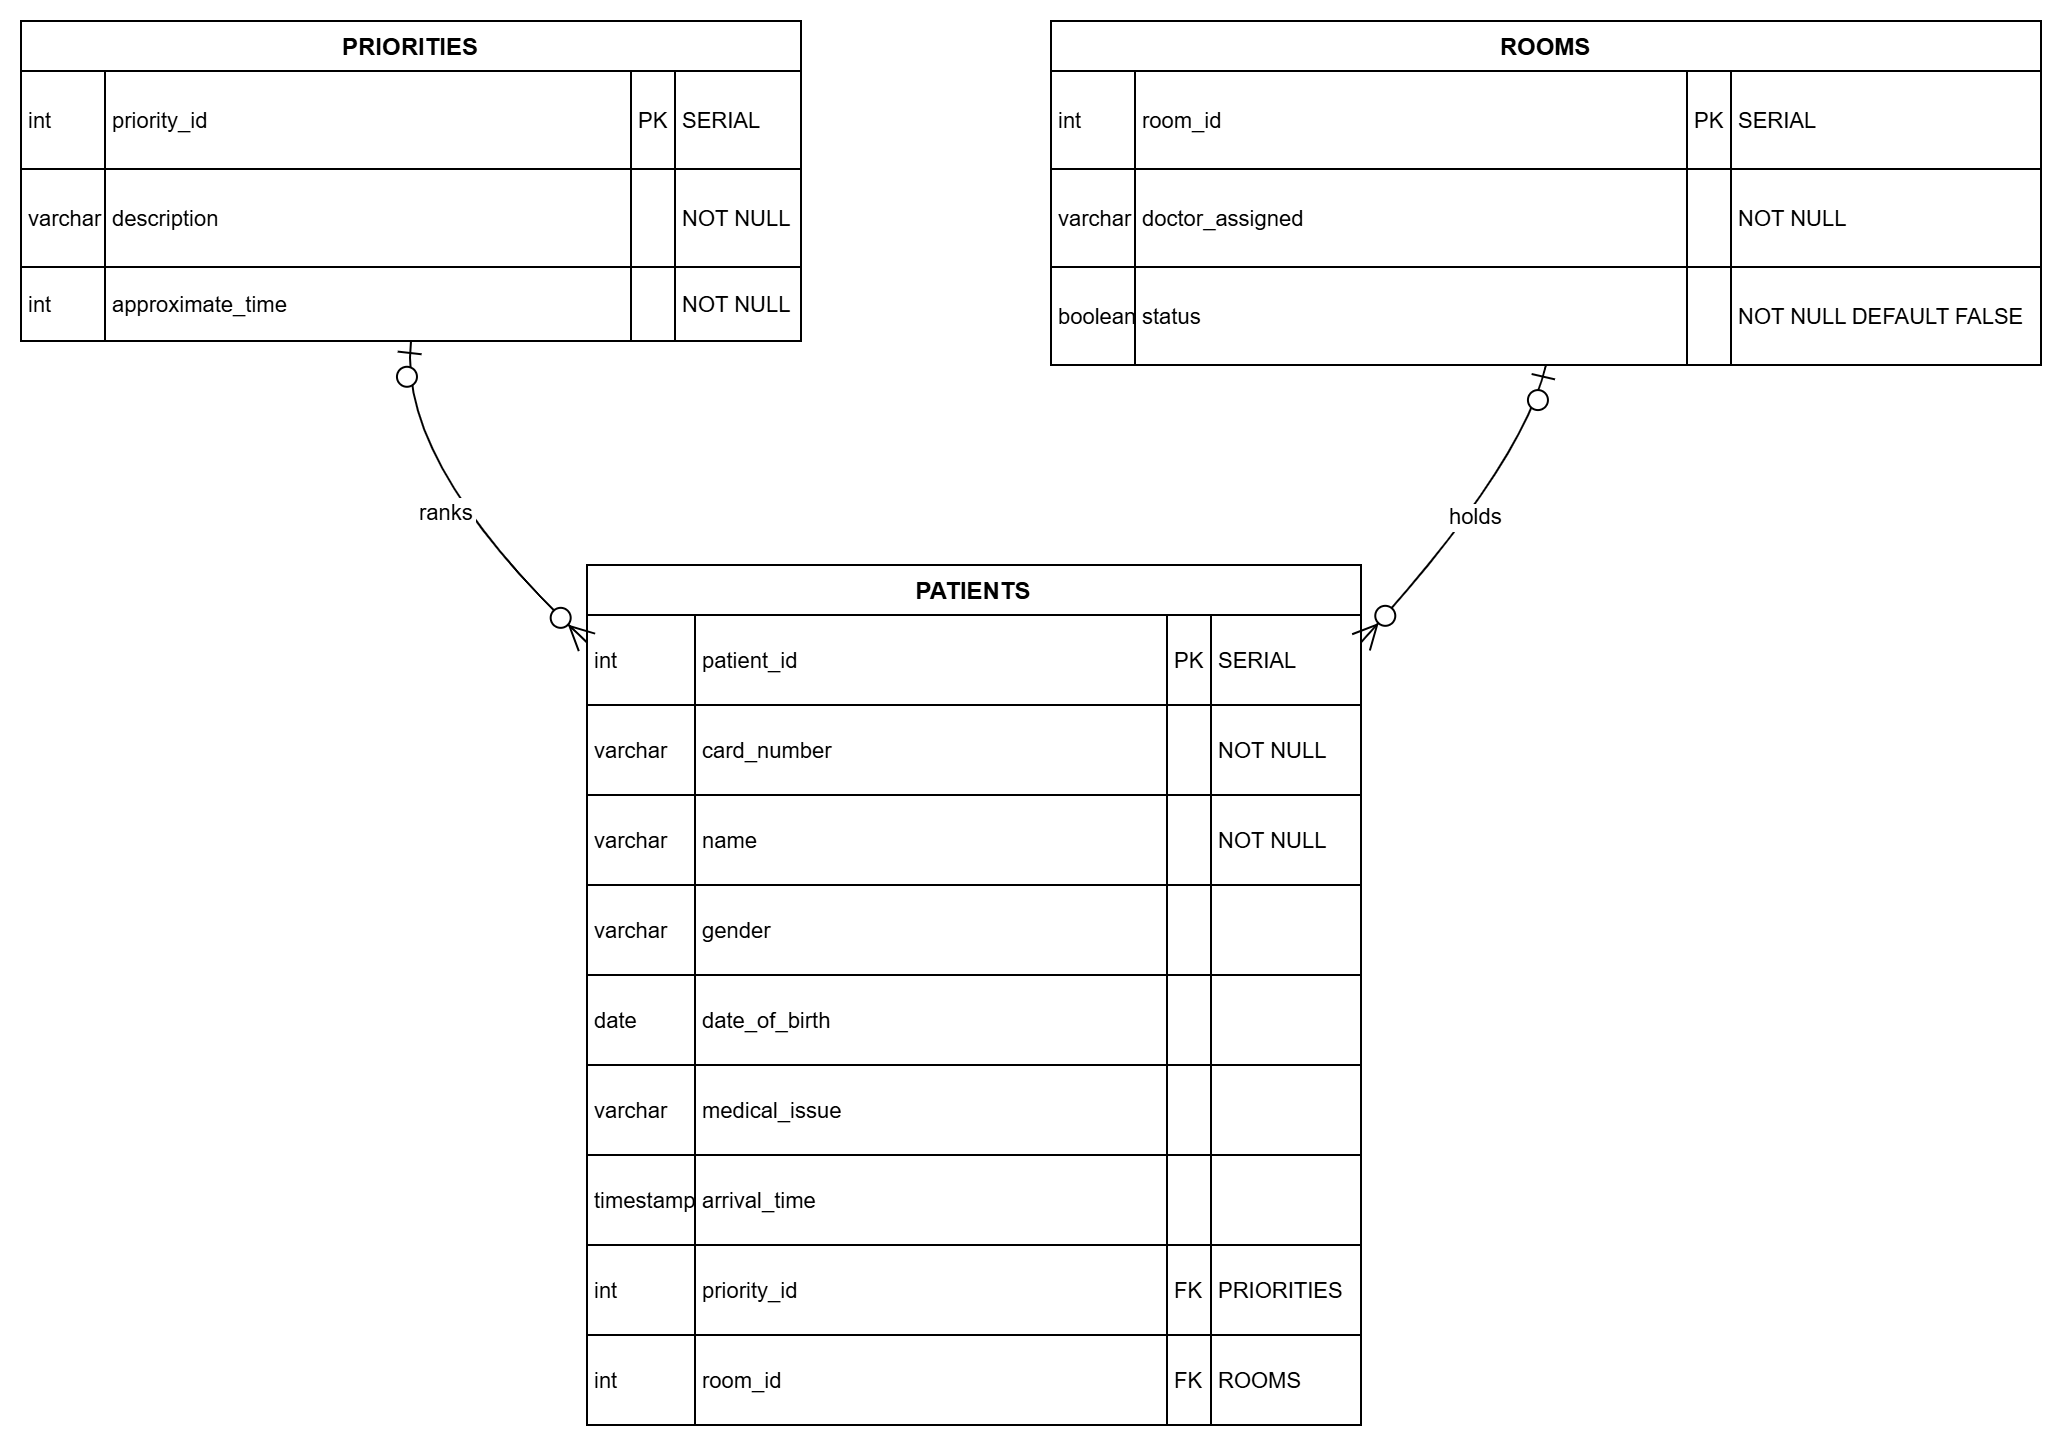 PRIORITIES
int priority_id PK SERIAL
varchar description NOT NULL
int approximate_time NOT NULL
ROOMS
int room_id PK SERIAL
varchar doctor_assigned NOT NULL
boolean status NOT NULL DEFAULT FALSE
ranks
holds
PATIENTS
int patient_id PK SERIAL
varchar card_number NOT NULL
varchar name NOT NULL
varchar gender
date date_of_birth
varchar medical_issue
timestamp arrival_time
int priority_id FK PRIORITIES
int room_id FK ROOMS